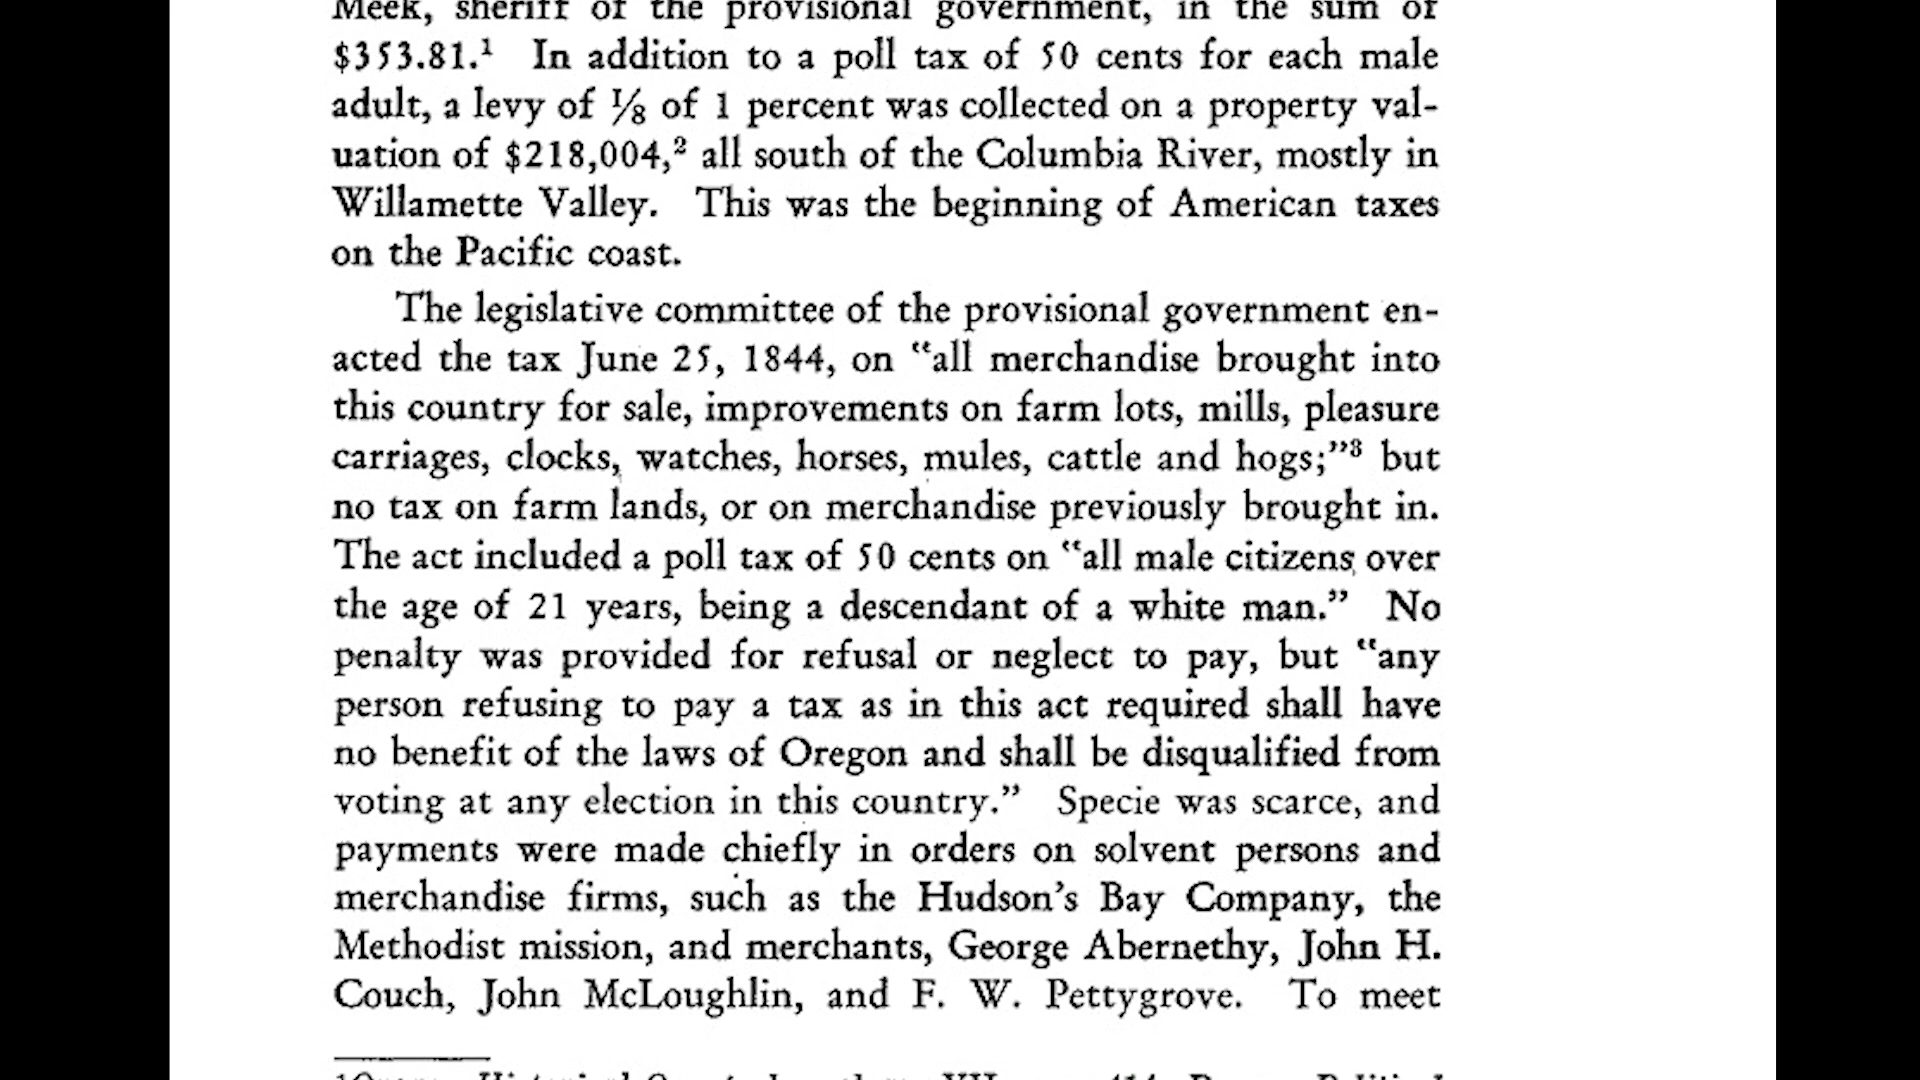 Meek, sheriff of the provisional government, in the sum of
$353.81.¹ In addition to a poll tax of 50 cents for each male
adult, a levy of ⅛ of 1 percent was collected on a property val-
uation of $218,004,² all south of the Columbia River, mostly in
Willamette Valley. This was the beginning of American taxes
on the Pacific coast.
The legislative committee of the provisional government en-
acted the tax June 25, 1844, on "all merchandise brought into
this country for sale, improvements on farm lots, mills, pleasure
carriages, clocks, watches, horses, mules, cattle and hogs;"³ but
no tax on farm lands, or on merchandise previously brought in.
The act included a poll tax of 50 cents on "all male citizens over
the age of 21 years, being a descendant of a white man." No
penalty was provided for refusal or neglect to pay, but "any
person refusing to pay a tax as in this act required shall have
no benefit of the laws of Oregon and shall be disqualified from
voting at any election in this country." Specie was scarce, and
payments were made chiefly in orders on solvent persons and
merchandise firms, such as the Hudson's Bay Company, the
Methodist mission, and merchants, George Abernethy, John H.
Couch, John McLoughlin, and F. W. Pettygrove. To meet